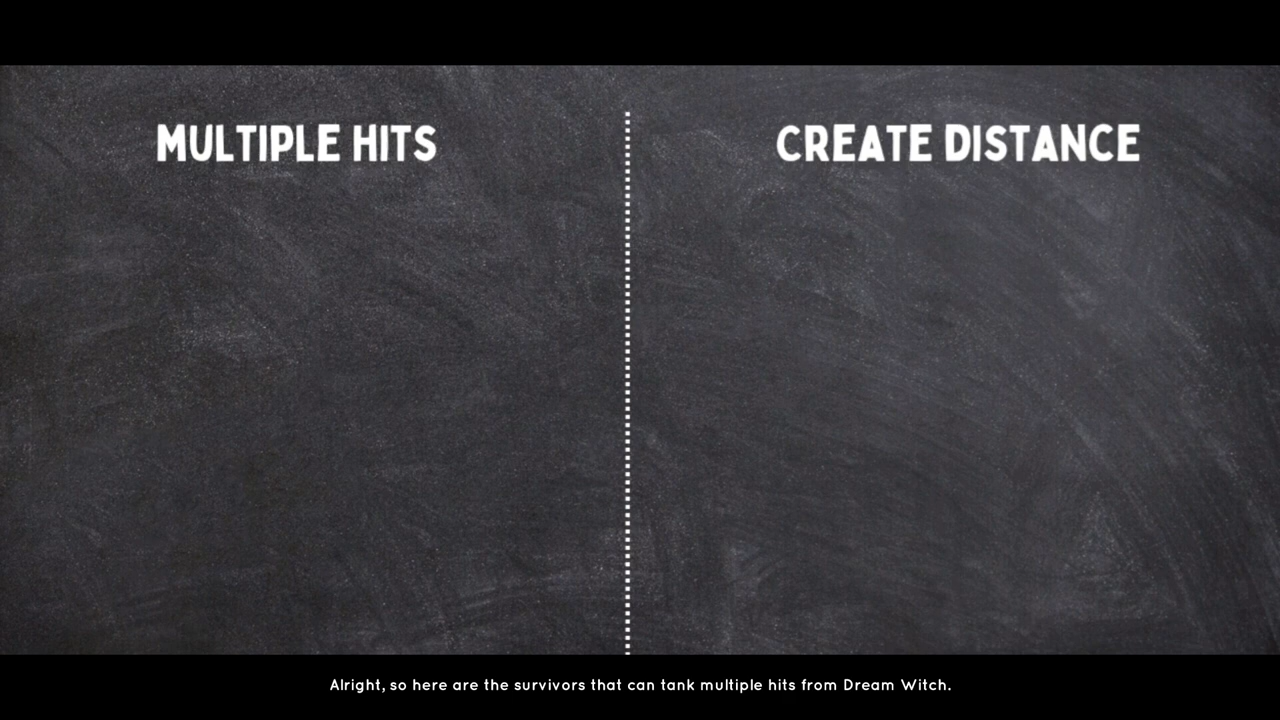 MULTIPLE HITS
CREATE DISTANCE
Alright, so here are the survivors that can tank multiple hits from Dream Witch.